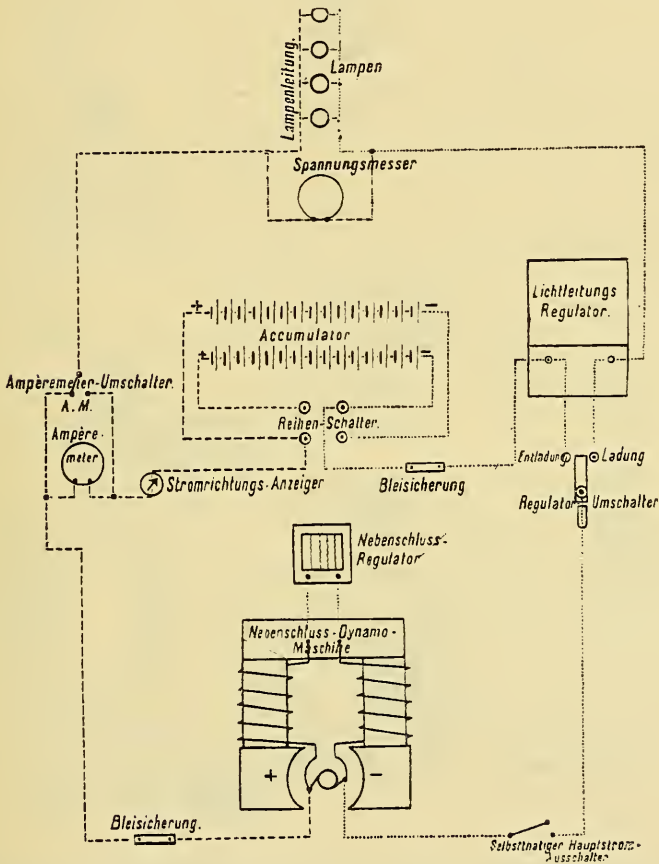 Lampenleitung.
Lampen
Spannungsmesser
Lichtleitungs
Regulator.
+ −
Accumulator
+ −
Ampèremeter-Umschalter.
A.M.
Ampère-
meter
Reihen-Schalter.
Stromrichtungs-Anzeiger
Bleisicherung
Entladung
Ladung
Regulator Umschalter
Nebenschluss-
Regulator
Nebenschluss-Dynamo-
Maschine
+ −
Bleisicherung.
Selbstthätiger Hauptstrom-
Ausschalter